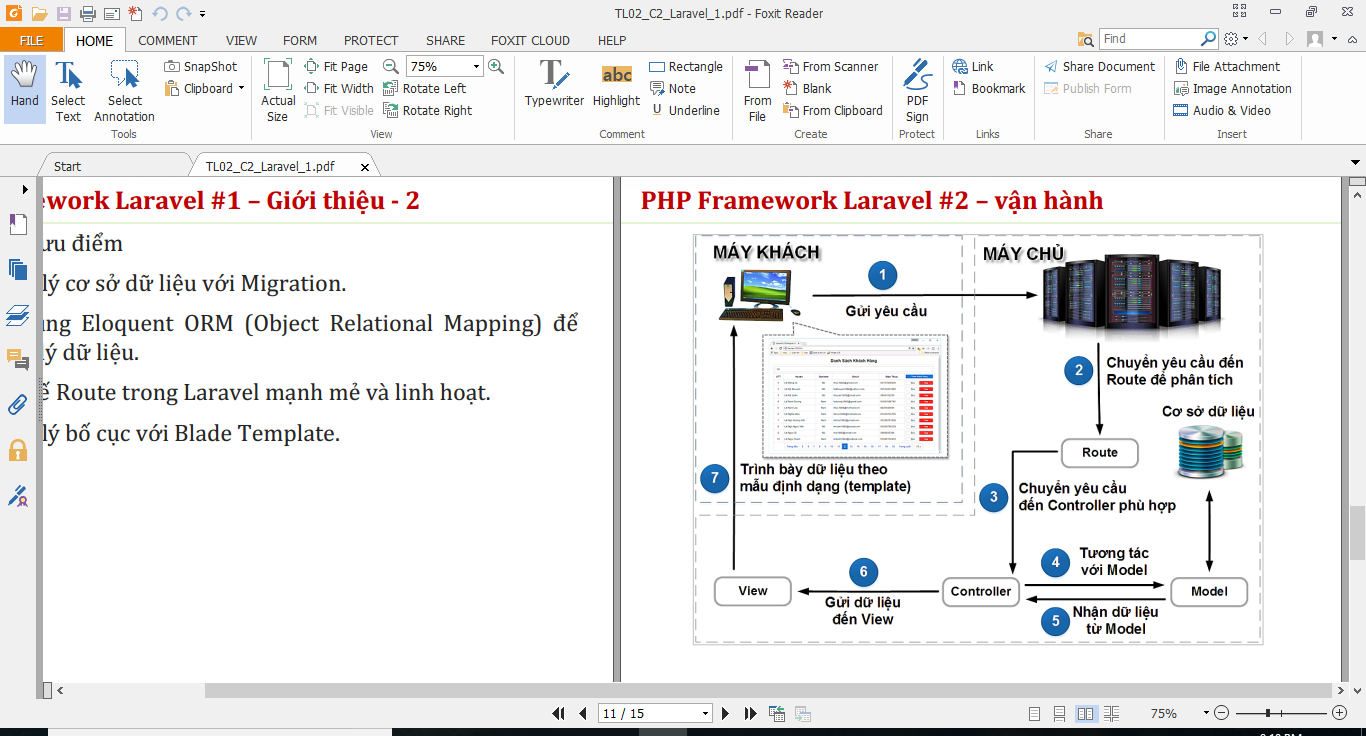 TL02_C2_Laravel_1.pdf - Foxit Reader
FILE HOME COMMENT VIEW FORM PROTECT SHARE FOXIT CLOUD HELP
Find
Hand
Select
Text
Select
Annotation
SnapShot
Clipboard
Tools
Actual
Size
Fit Page
Fit Width
Fit Visible
75%
Rotate Left
Rotate Right
View
Typewriter
abc
Highlight
Rectangle
Note
Underline
Comment
From
File
From Scanner
Blank
From Clipboard
Create
PDF
Sign
Protect
Link
Bookmark
Links
Share Document
Publish Form
Share
File Attachment
Image Annotation
Audio & Video
Insert
Start
TL02_C2_Laravel_1.pdf
ework Laravel #1 – Giới thiệu - 2
ưu điểm
lý cơ sở dữ liệu với Migration.
ung Eloquent ORM (Object Relational Mapping) để
lý dữ liệu.
ế Route trong Laravel mạnh mẻ và linh hoạt.
lý bố cục với Blade Template.
PHP Framework Laravel #2 – vận hành
MÁY KHÁCH
1
Gửi yêu cầu
MÁY CHỦ
Danh Sách Khách Hàng
2
Chuyển yêu cầu đến
Route để phân tích
Cơ sở dữ liệu
Route
7
Trình bày dữ liệu theo
mẫu định dạng (template)
3
Chuyển yêu cầu
đến Controller phù hợp
4
Tương tác
với Model
6
View
Controller
Model
Gửi dữ liệu
đến View
5
Nhận dữ liệu
từ Model
11 / 15
75%